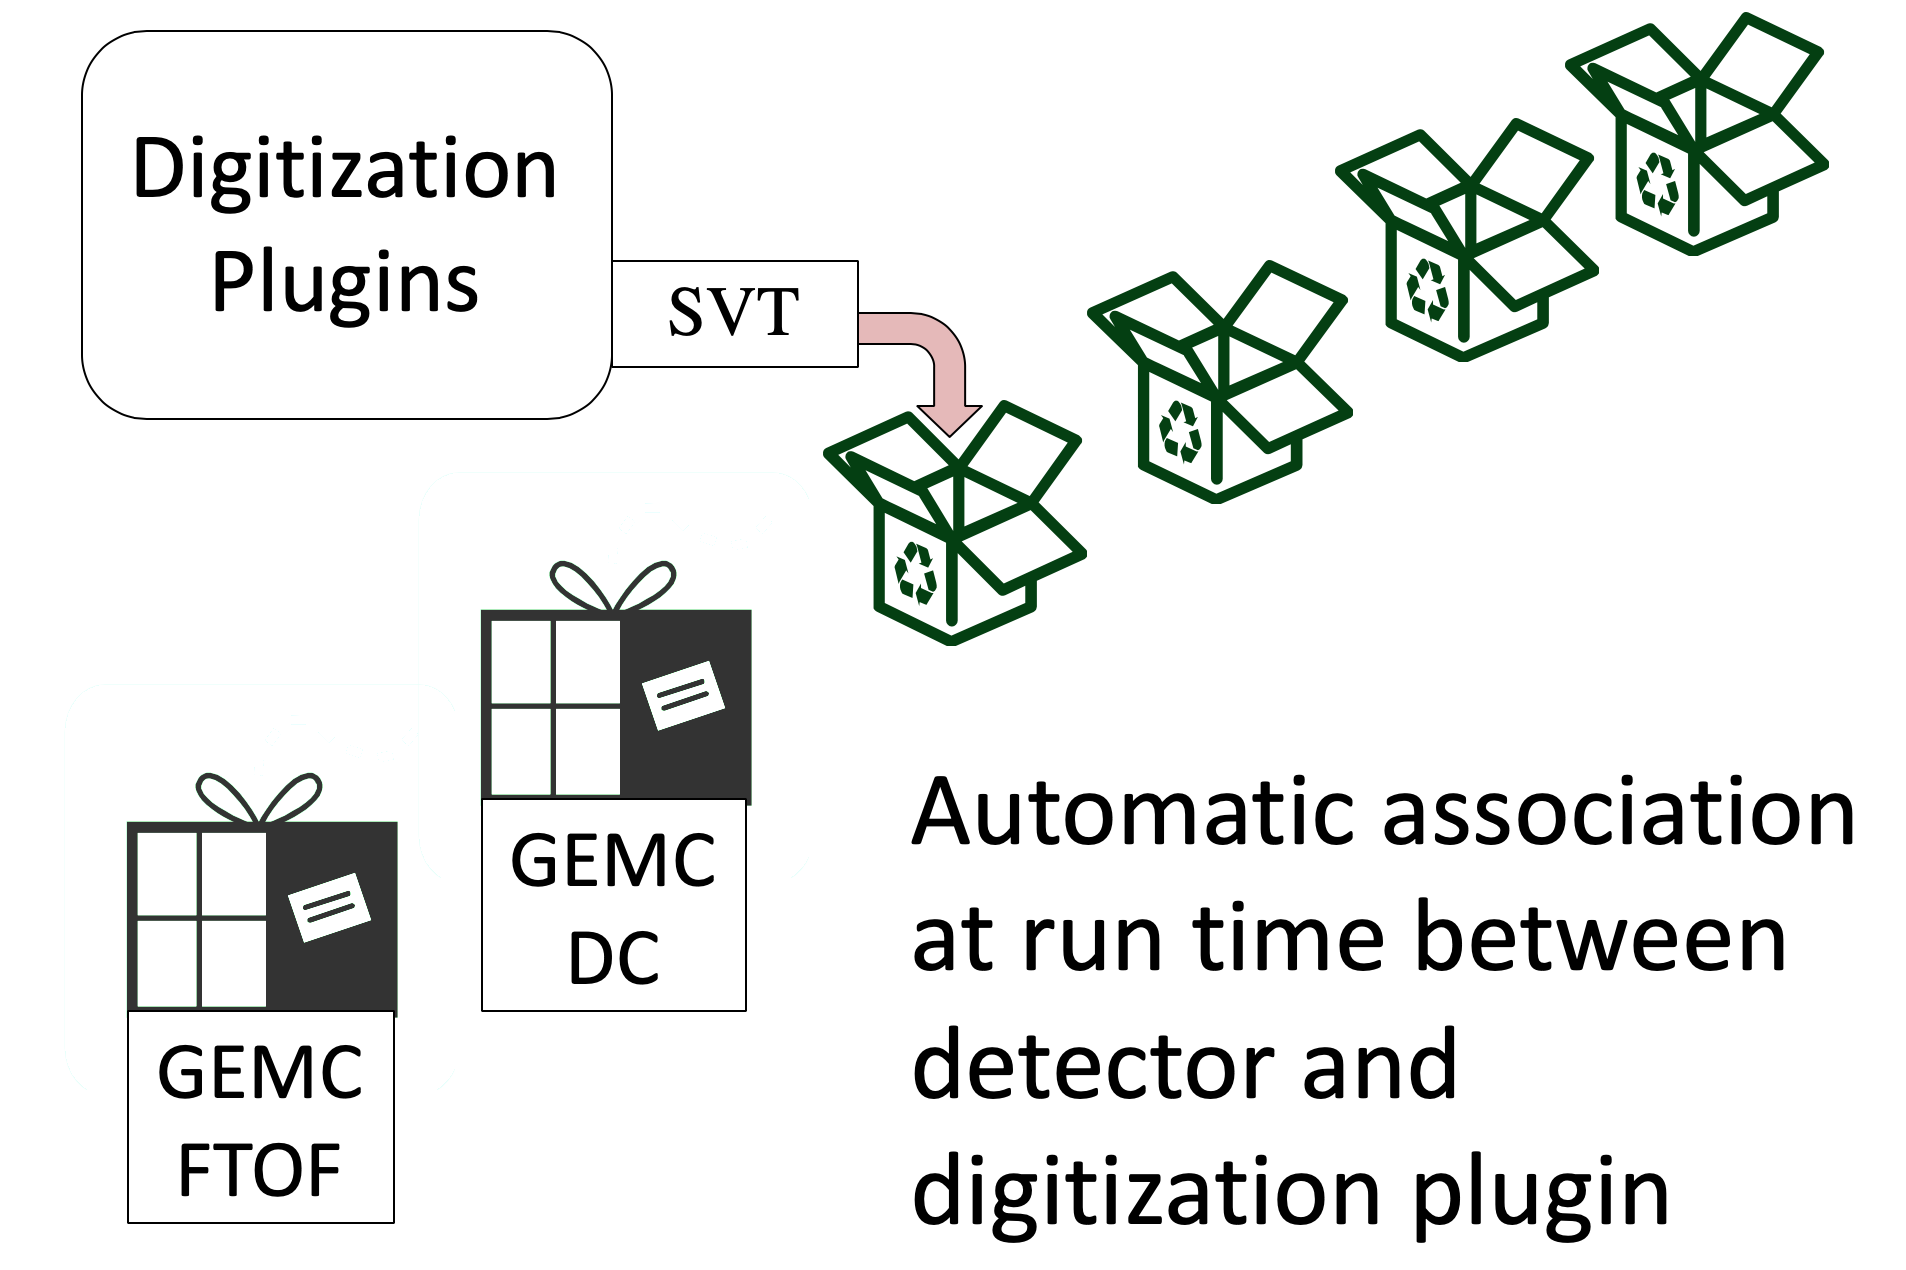 Digitization
Plugins
SVT
GEMC
DC
GEMC
FTOF
Automatic association
at run time between
detector and
digitization plugin